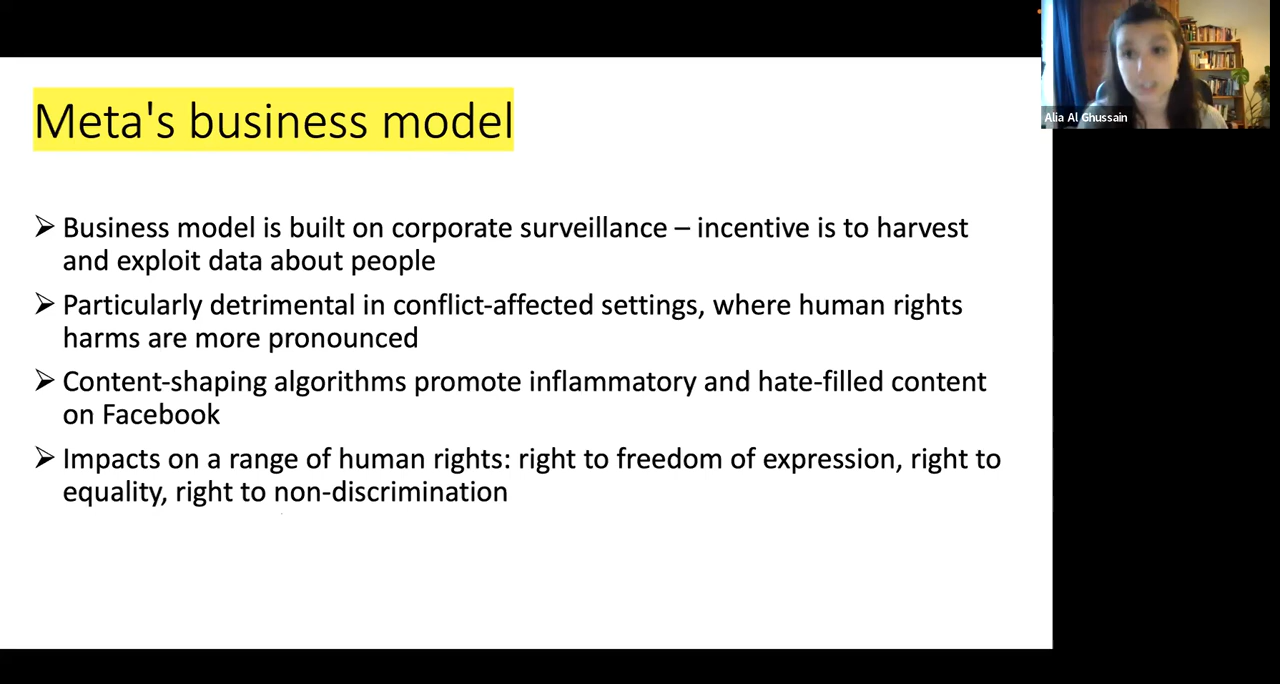 Meta's business model
Alia Al Ghussain
⮚ Business model is built on corporate surveillance – incentive is to harvest
and exploit data about people
⮚ Particularly detrimental in conflict-affected settings, where human rights
harms are more pronounced
⮚ Content-shaping algorithms promote inflammatory and hate-filled content
on Facebook
⮚ Impacts on a range of human rights: right to freedom of expression, right to
equality, right to non-discrimination